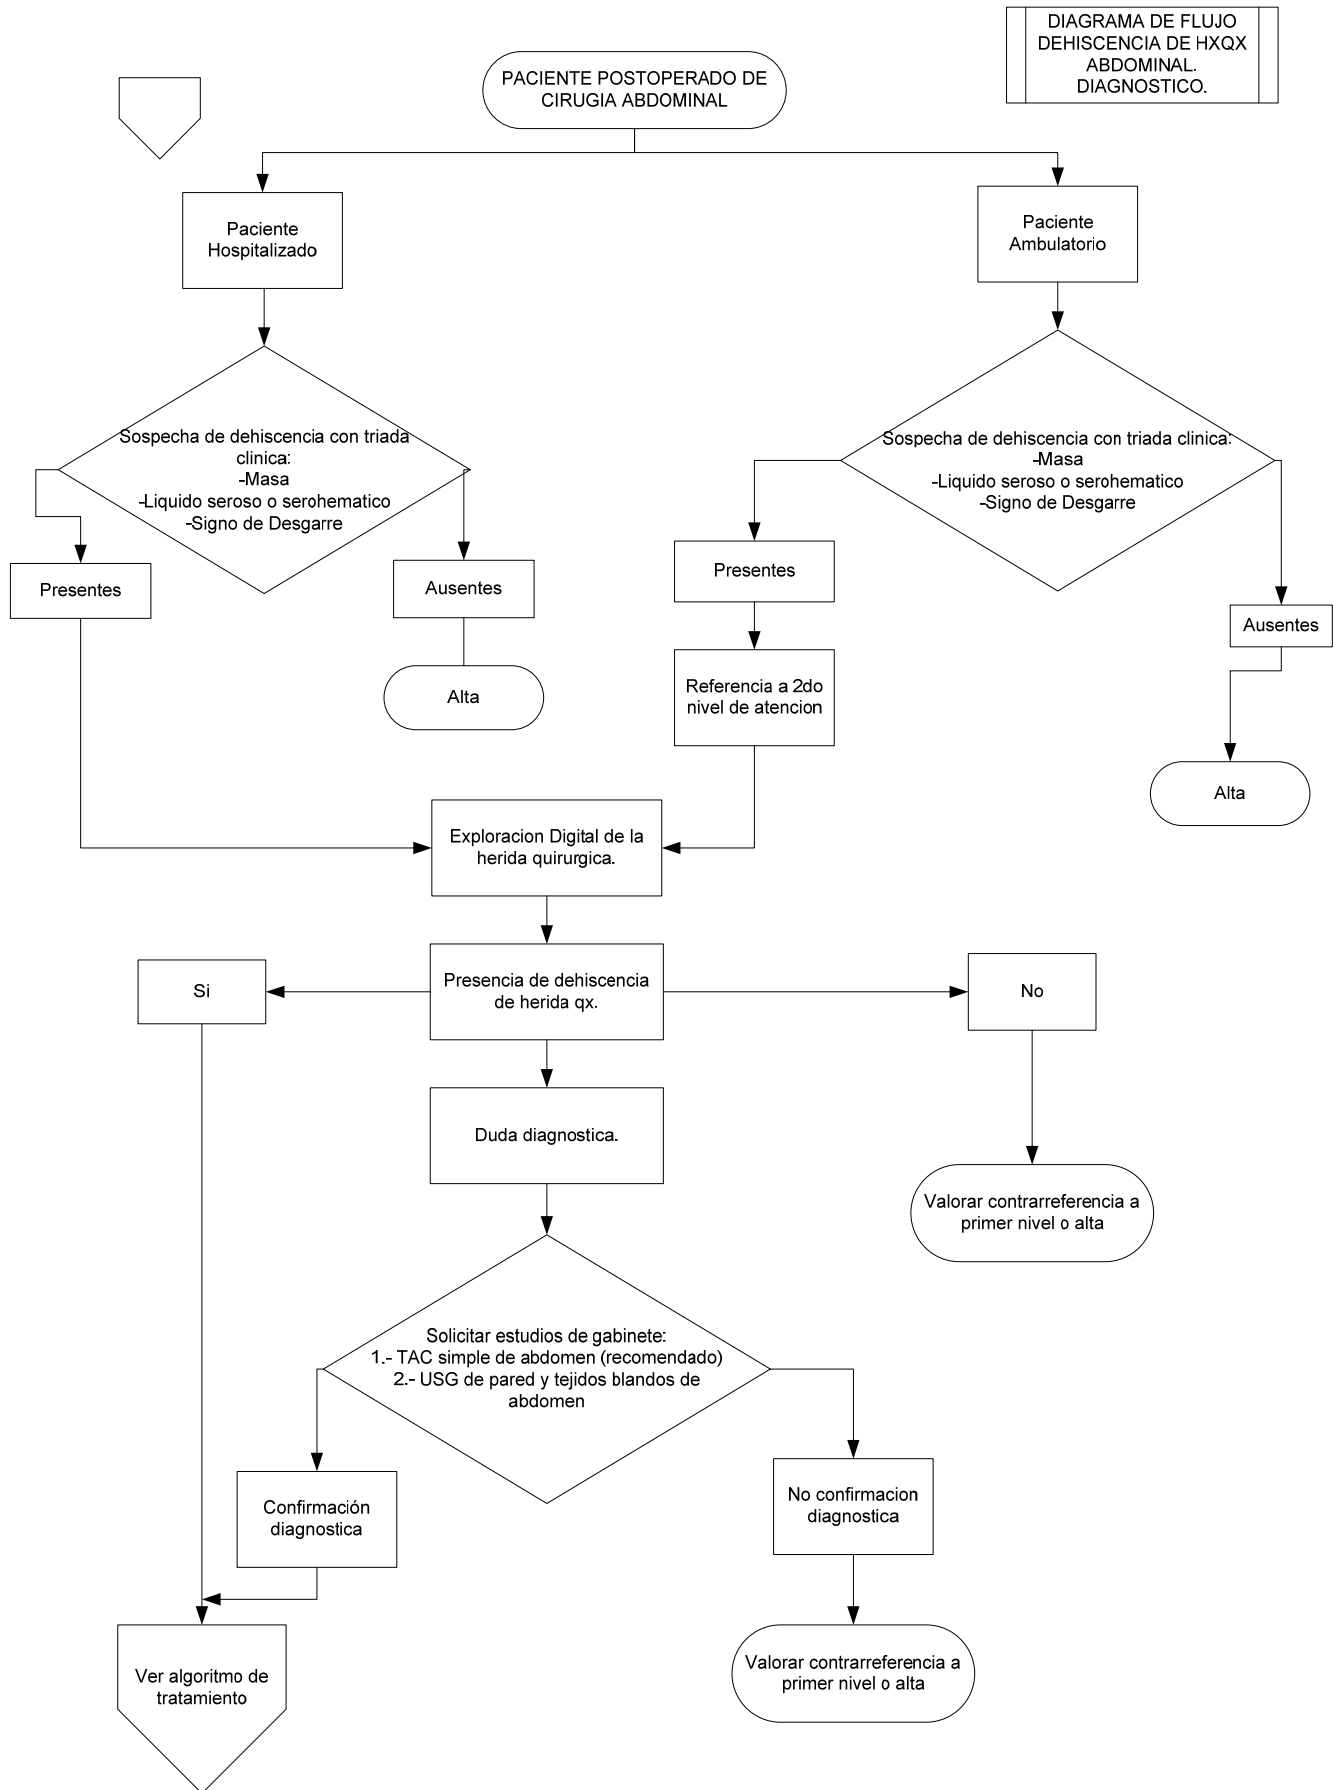 DIAGRAMA DE FLUJO
DEHISCENCIA DE HXQX
ABDOMINAL.
DIAGNOSTICO.
PACIENTE POSTOPERADO DE
CIRUGIA ABDOMINAL
Paciente
Hospitalizado
Paciente
Ambulatorio
Sospecha de dehiscencia con triada
clinica:
-Masa
-Liquido seroso o serohematico
-Signo de Desgarre
Sospecha de dehiscencia con triada clinica:
-Masa
-Liquido seroso o serohematico
-Signo de Desgarre
Presentes
Ausentes
Presentes
Ausentes
Alta
Referencia a 2do
nivel de atencion
Alta
Exploracion Digital de la
herida quirurgica.
Si
Presencia de dehiscencia
de herida qx.
No
Duda diagnostica.
Valorar contrarreferencia a
primer nivel o alta
Solicitar estudios de gabinete:
1.- TAC simple de abdomen (recomendado)
2.- USG de pared y tejidos blandos de
abdomen
Confirmación
diagnostica
No confirmacion
diagnostica
Ver algoritmo de
tratamiento
Valorar contrarreferencia a
primer nivel o alta